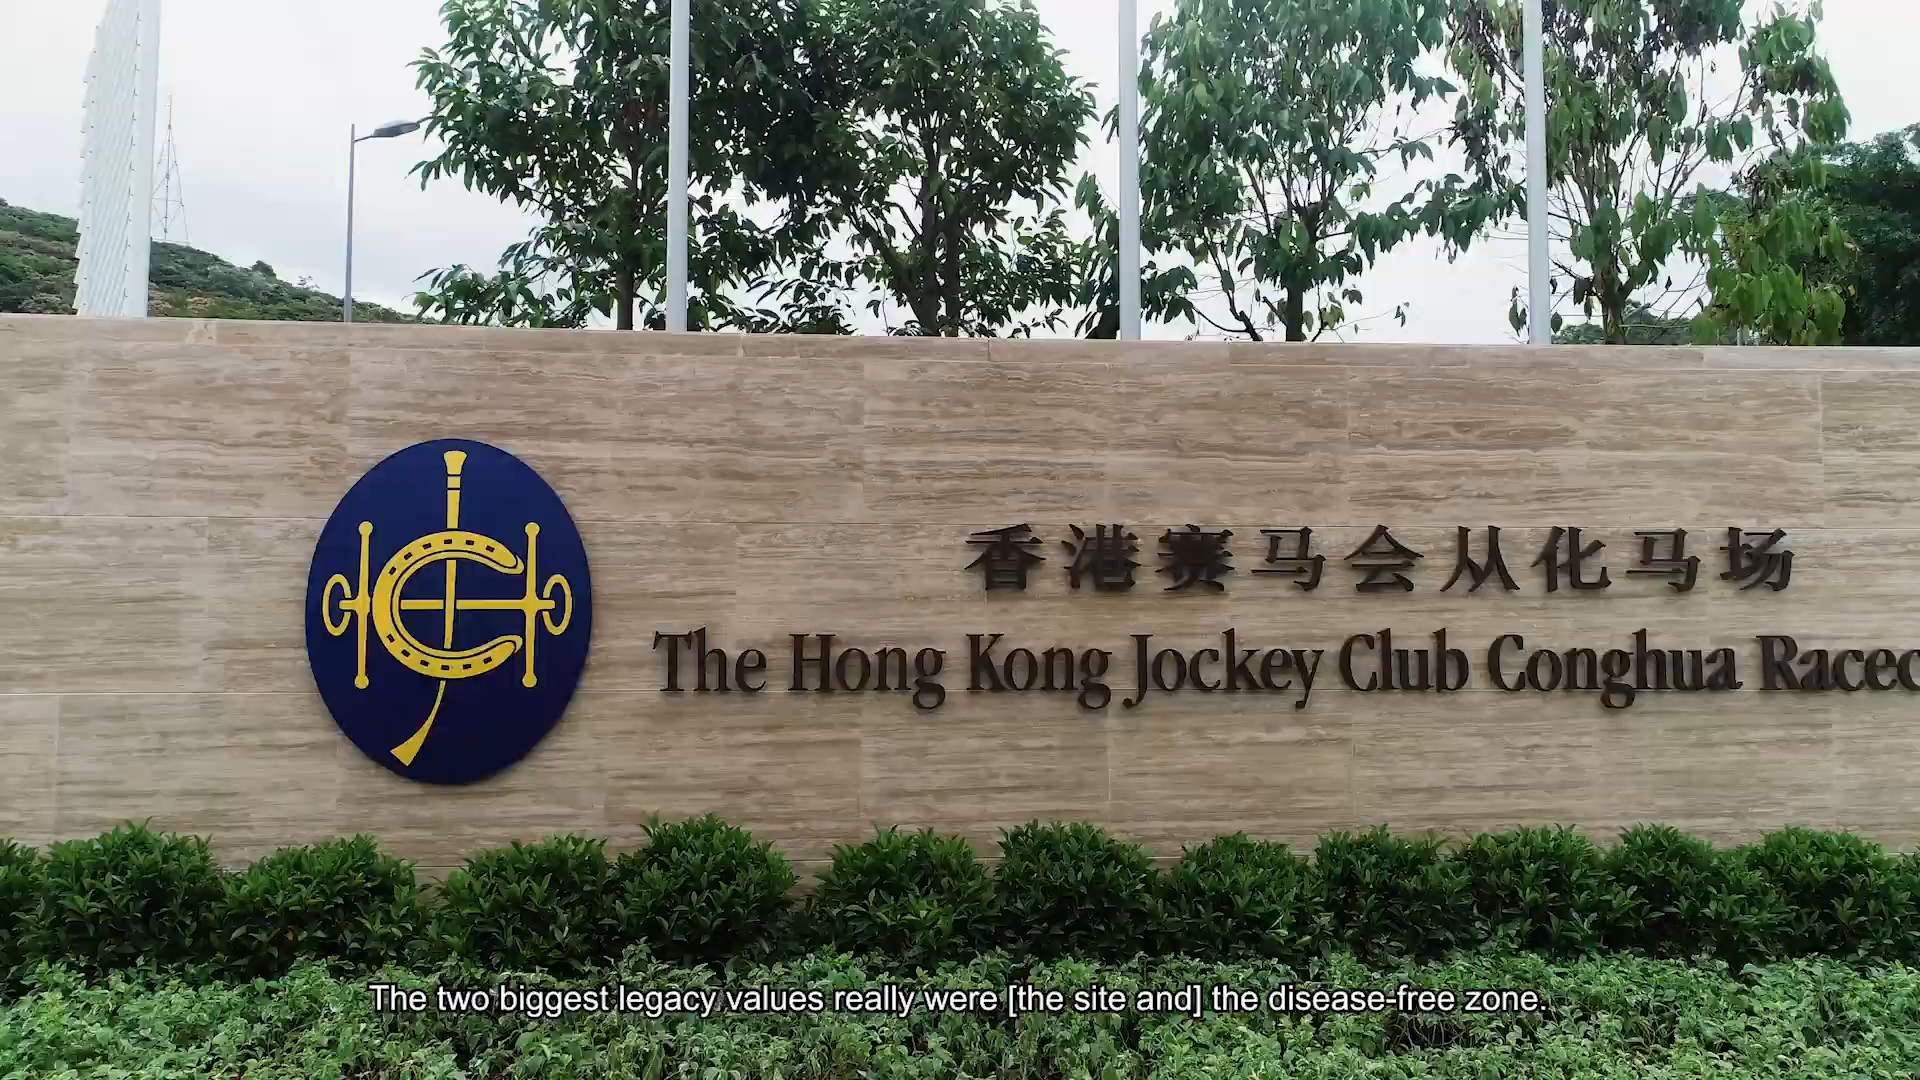 香港赛马会从化马场
The Hong Kong Jockey Club Conghua Racec
The two biggest legacy values really were [the site and] the disease-free zone.